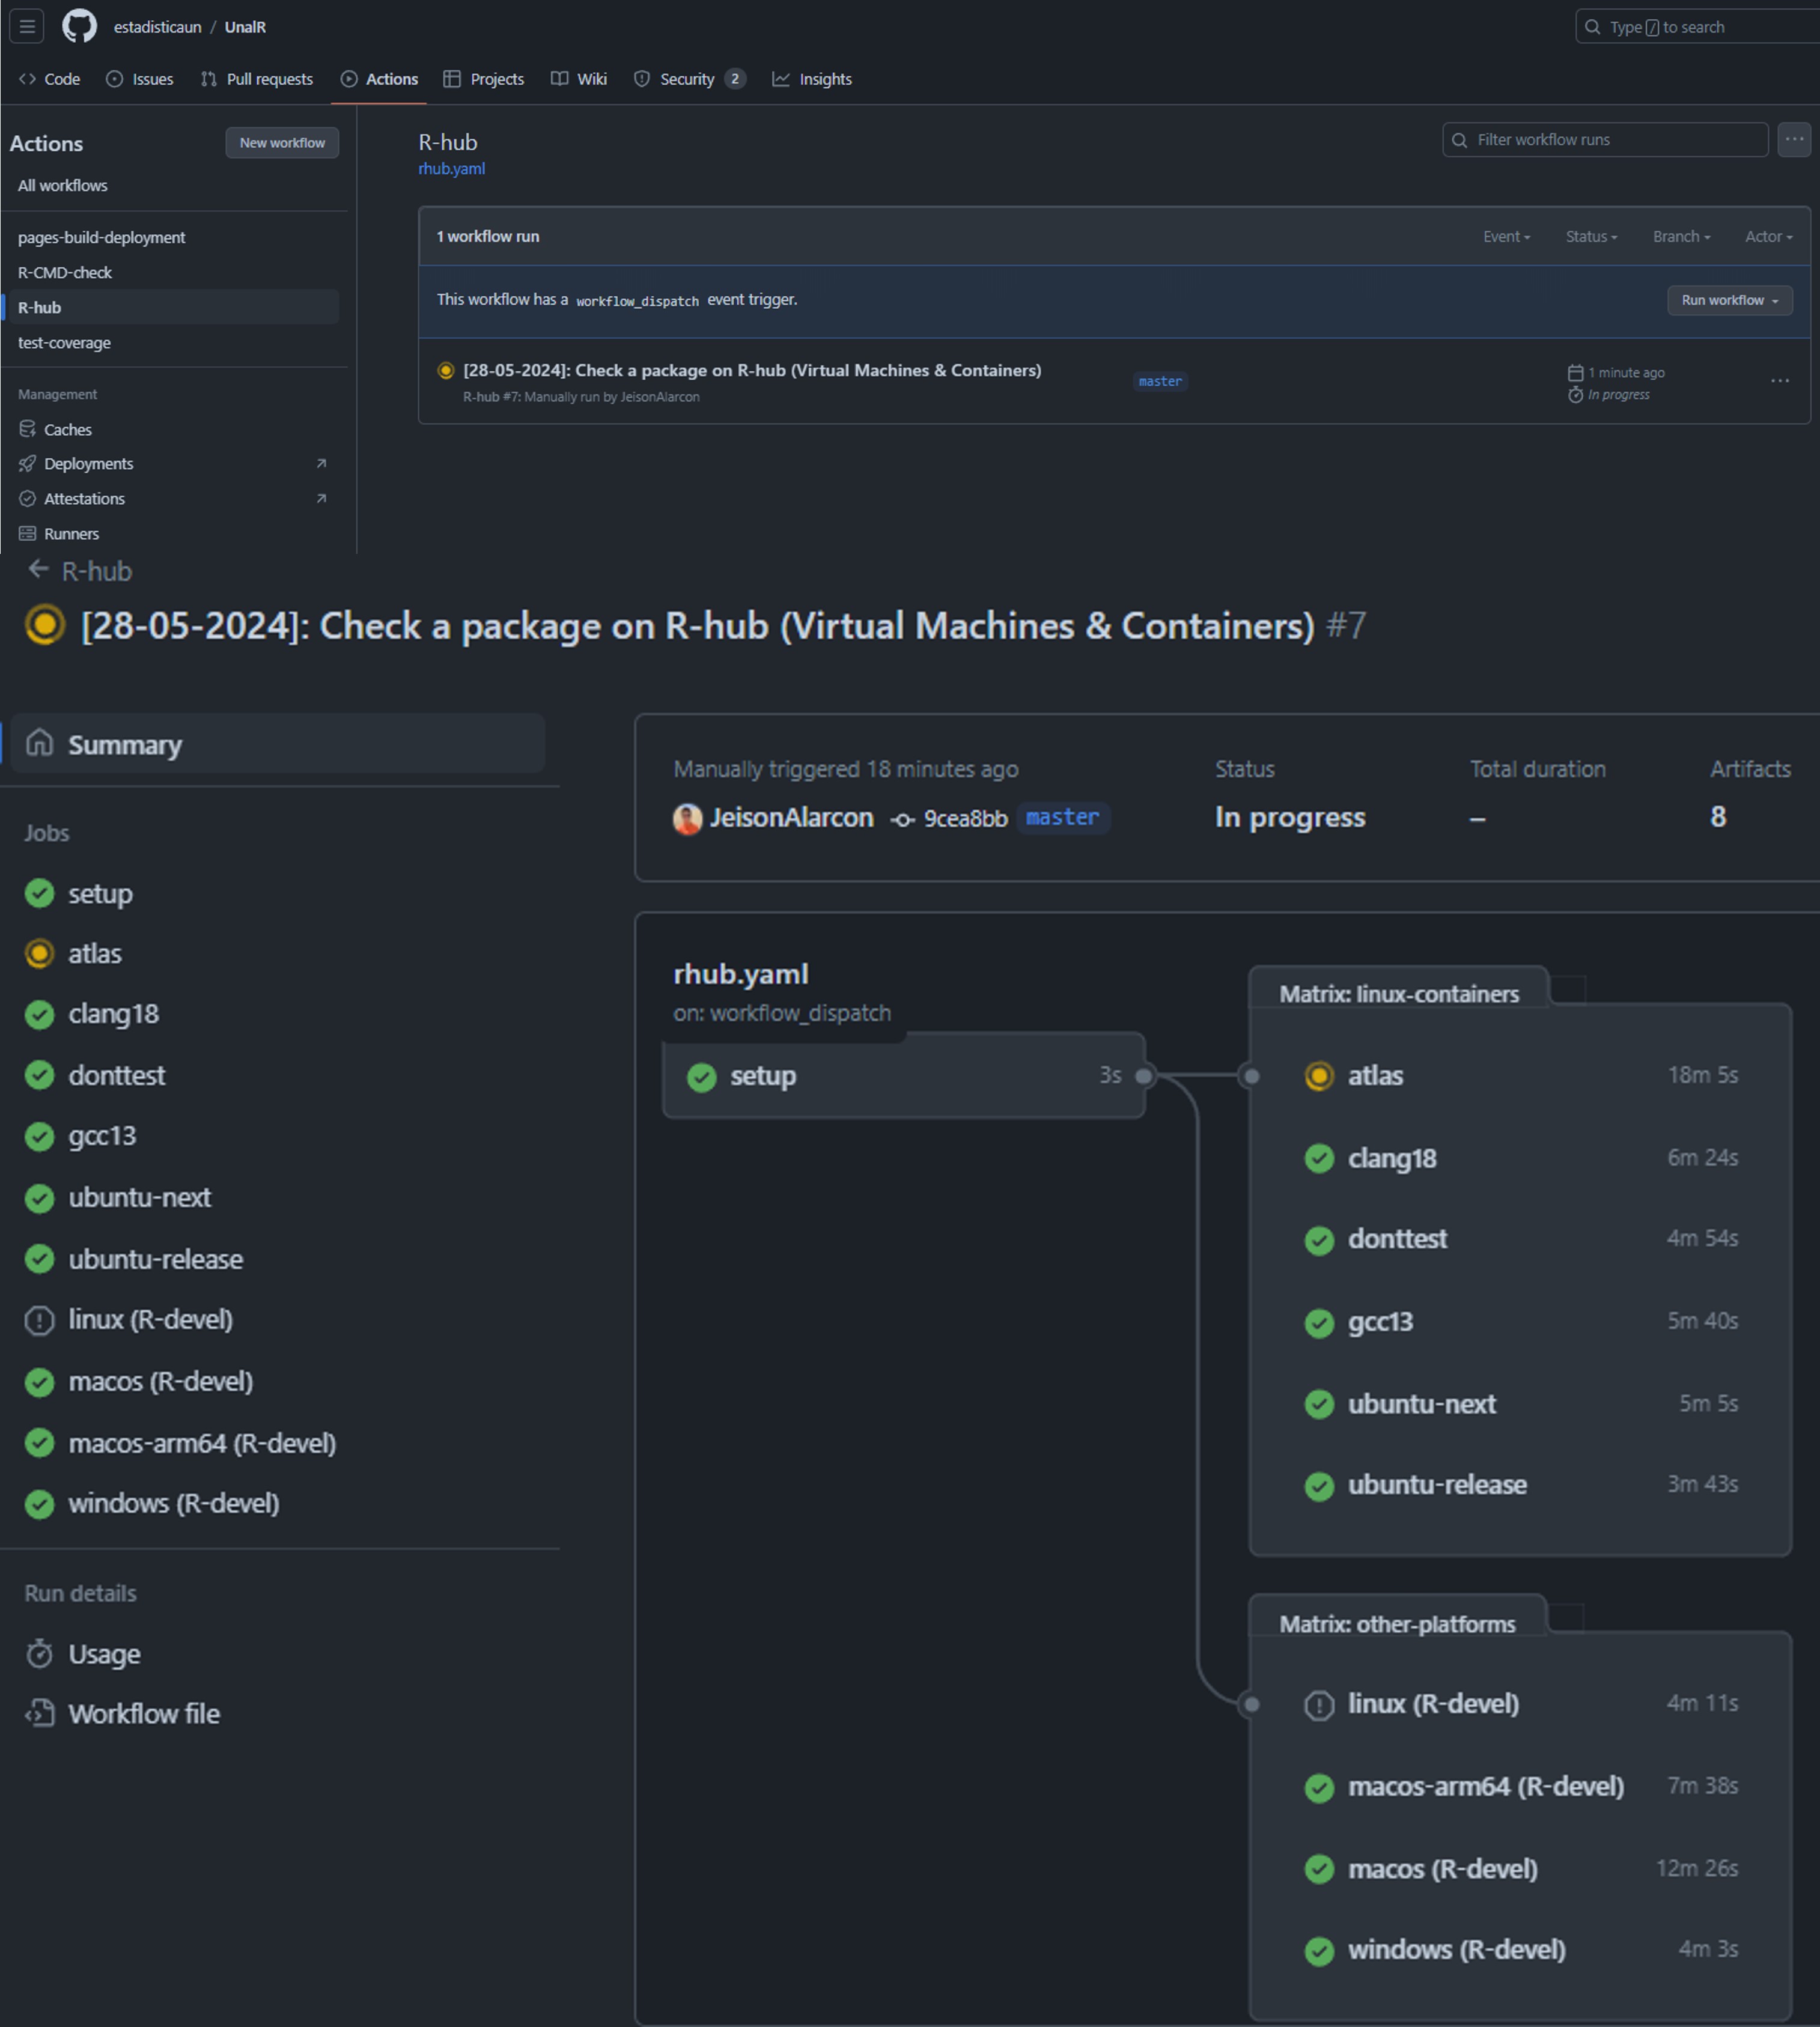 estadisticaun / UnalR
Type / to search
Code Issues Pull requests Actions Projects Wiki Security 2 Insights
Actions
New workflow
All workflows
pages-build-deployment
R-CMD-check
R-hub
test-coverage
Management
Caches
Deployments
Attestations
Runners
R-hub
rhub.yaml
Filter workflow runs
1 workflow run
Event Status Branch Actor
This workflow has a workflow_dispatch event trigger.
Run workflow
[28-05-2024]: Check a package on R-hub (Virtual Machines & Containers)
R-hub #7: Manually run by JeisonAlarcon
master
1 minute ago
In progress
R-hub
[28-05-2024]: Check a package on R-hub (Virtual Machines & Containers) #7
Summary
Jobs
setup
atlas
clang18
donttest
gcc13
ubuntu-next
ubuntu-release
linux (R-devel)
macos (R-devel)
macos-arm64 (R-devel)
windows (R-devel)
Run details
Usage
Workflow file
Manually triggered 18 minutes ago
JeisonAlarcon 9cea8bb master
Status
In progress
Total duration
–
Artifacts
8
rhub.yaml
on: workflow_dispatch
setup 3s
Matrix: linux-containers
atlas 18m 5s
clang18 6m 24s
donttest 4m 54s
gcc13 5m 40s
ubuntu-next 5m 5s
ubuntu-release 3m 43s
Matrix: other-platforms
linux (R-devel) 4m 11s
macos-arm64 (R-devel) 7m 38s
macos (R-devel) 12m 26s
windows (R-devel) 4m 3s